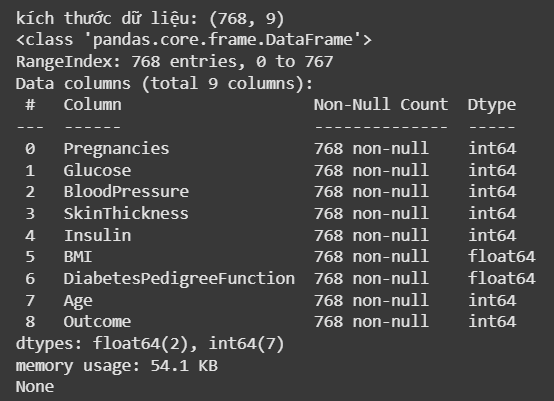 kích thước dữ liệu: (768, 9)
<class 'pandas.core.frame.DataFrame'>
RangeIndex: 768 entries, 0 to 767
Data columns (total 9 columns):
 #   Column                    Non-Null Count  Dtype
---  ------                    --------------  -----
 0   Pregnancies               768 non-null    int64
 1   Glucose                   768 non-null    int64
 2   BloodPressure             768 non-null    int64
 3   SkinThickness             768 non-null    int64
 4   Insulin                   768 non-null    int64
 5   BMI                       768 non-null    float64
 6   DiabetesPedigreeFunction  768 non-null    float64
 7   Age                       768 non-null    int64
 8   Outcome                   768 non-null    int64
dtypes: float64(2), int64(7)
memory usage: 54.1 KB
None